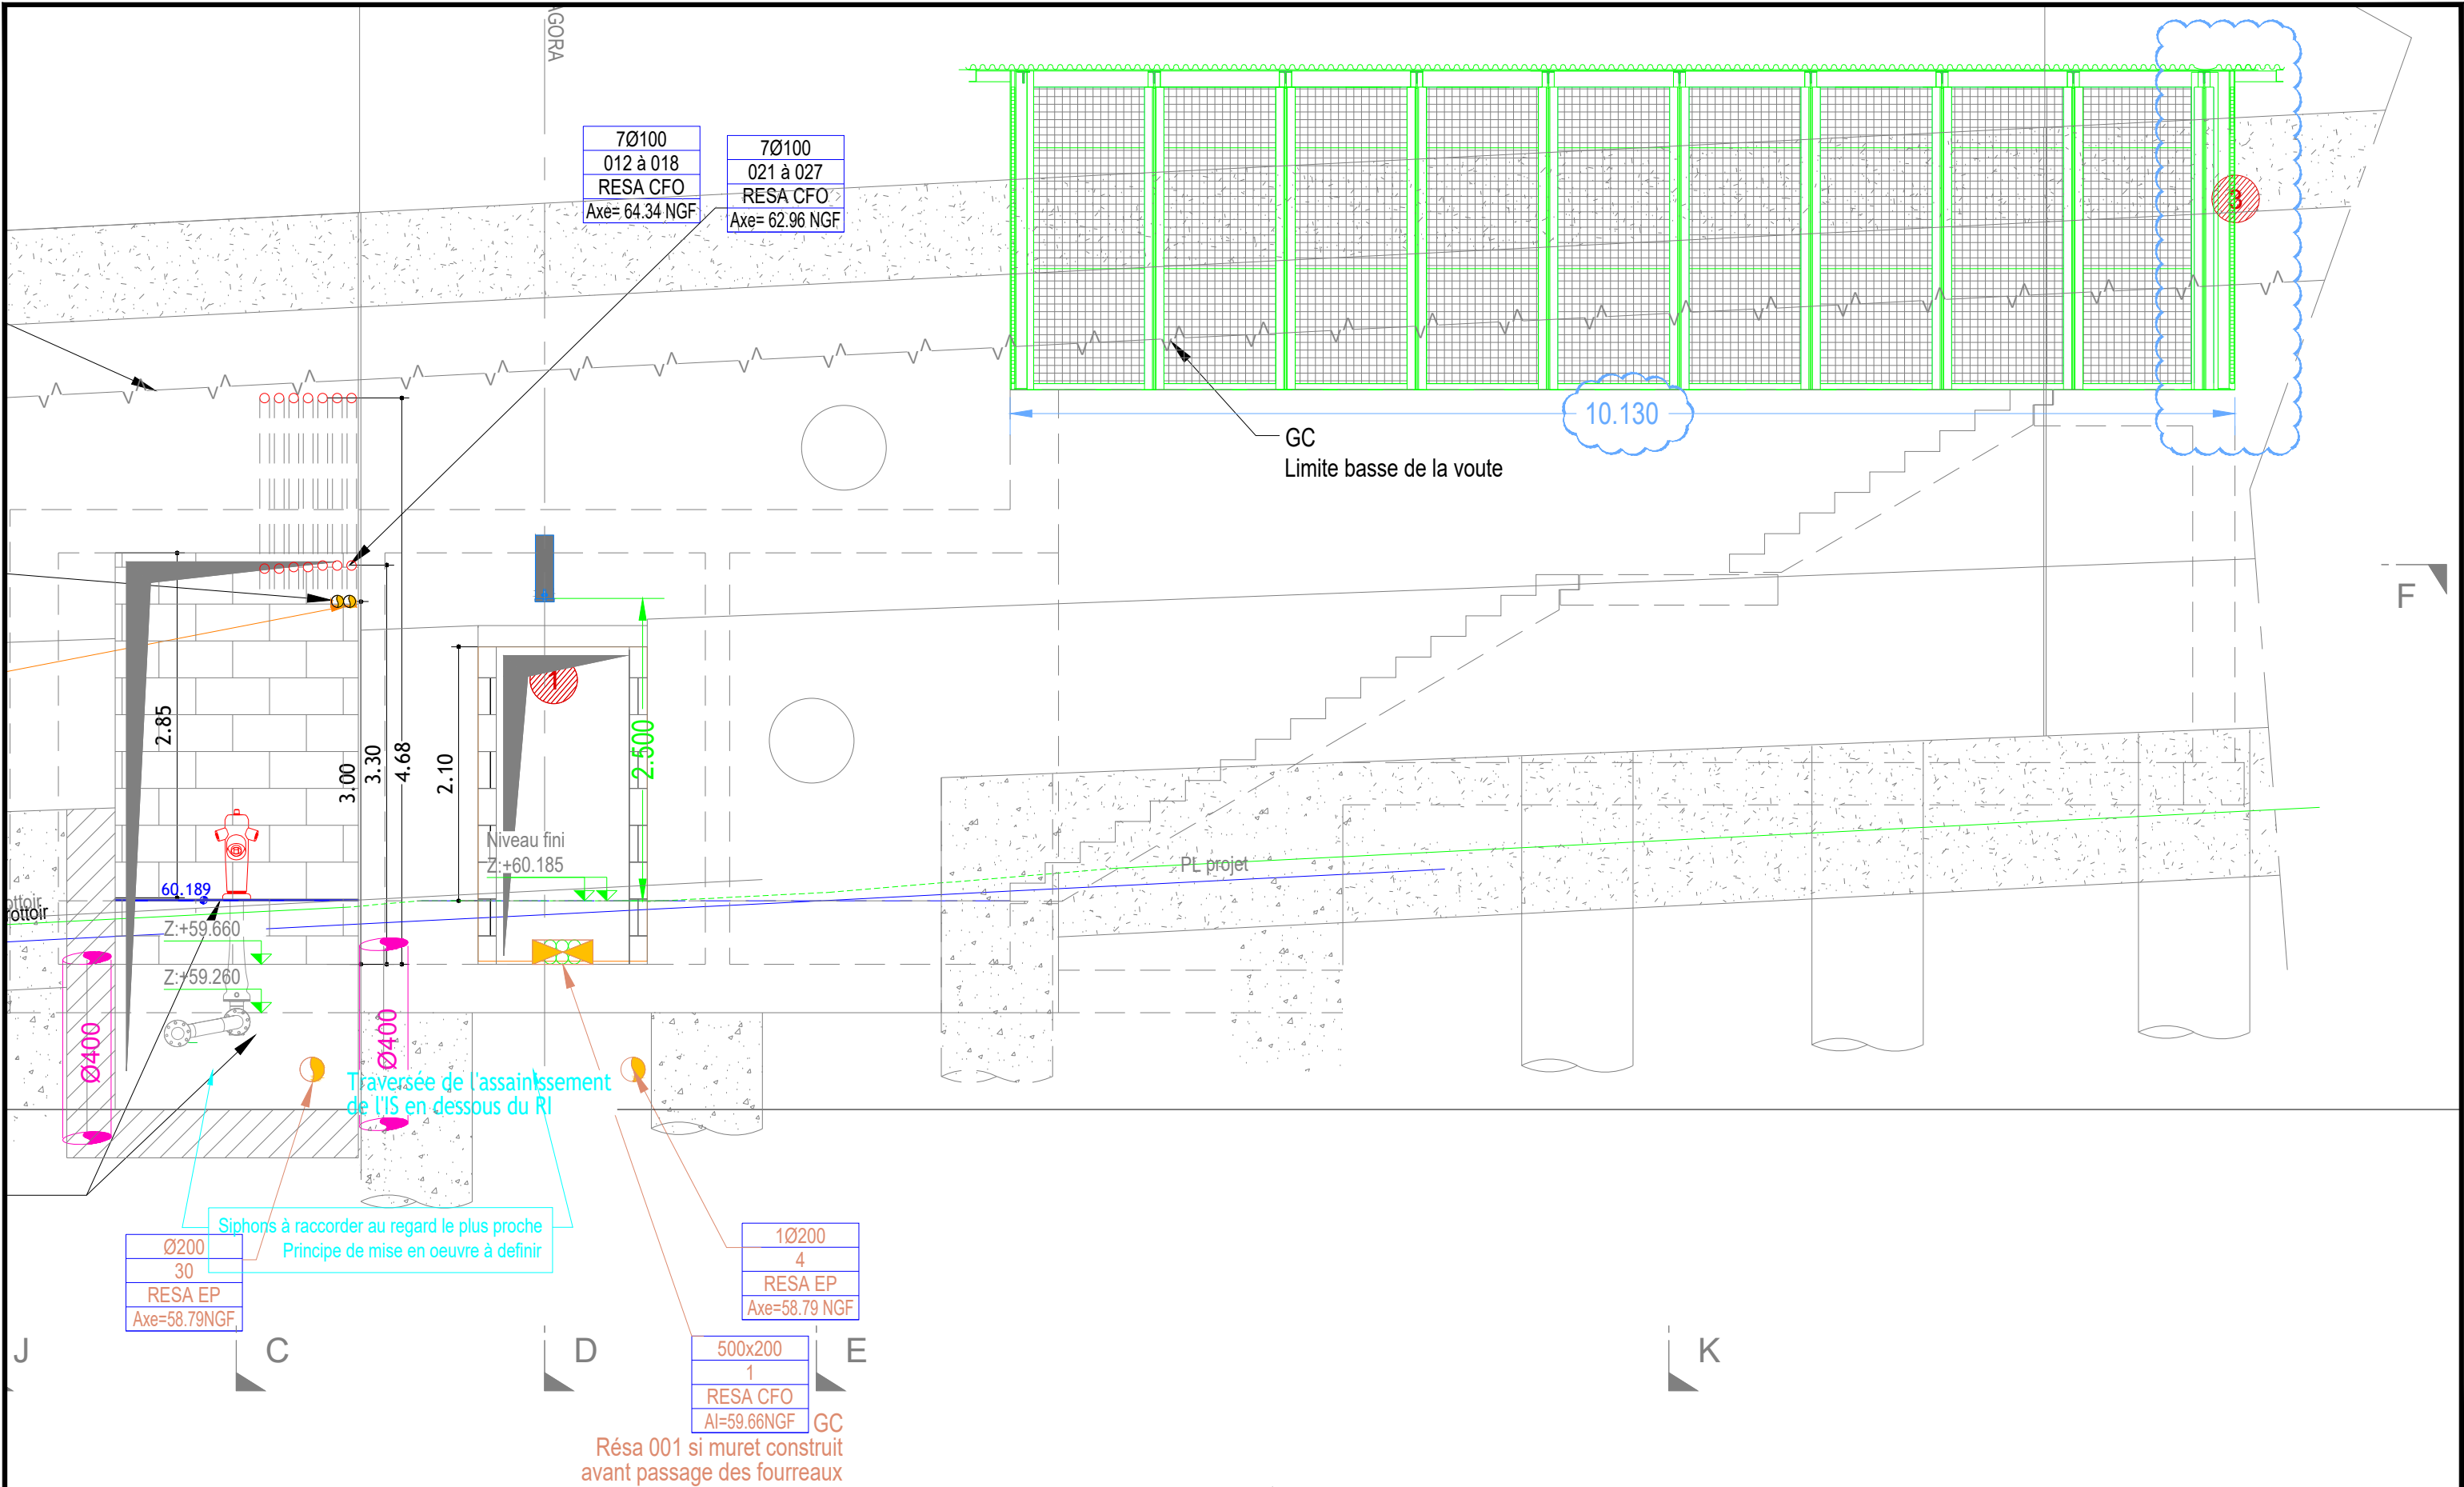 AGORA
7Ø100
012 à 018
RESA CFO
Axe= 64.34 NGF
7Ø100
021 à 027
RESA CFO
Axe= 62.96 NGF
3
10.130
GC
Limite basse de la voute
F
1
2.85
3.00
3.30
4.68
2.10
2.500
Niveau fini
Z:+60.185
PL projet
60.189
ottoir
ottoir
Z:+59.660
Z:+59.260
Ø400
Ø400
Traversée de l'assainissement
de l'IS en dessous du RI
Siphons à raccorder au regard le plus proche
Principe de mise en oeuvre à definir
Ø200
30
RESA EP
Axe=58.79NGF
1Ø200
4
RESA EP
Axe=58.79 NGF
500x200
1
RESA CFO
AI=59.66NGF
GC
Résa 001 si muret construit
avant passage des fourreaux
J
C
D
E
K